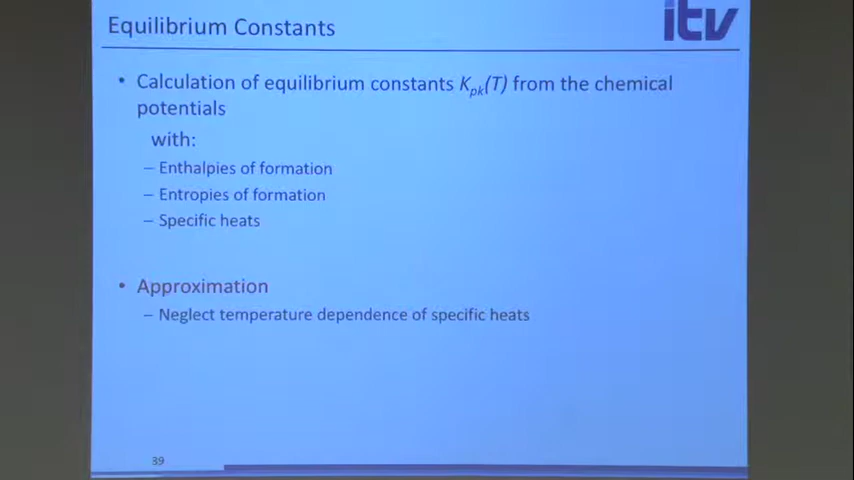 Equilibrium Constants
itv
• Calculation of equilibrium constants Kpk(T) from the chemical
potentials
with:
– Enthalpies of formation
– Entropies of formation
– Specific heats
• Approximation
– Neglect temperature dependence of specific heats
39